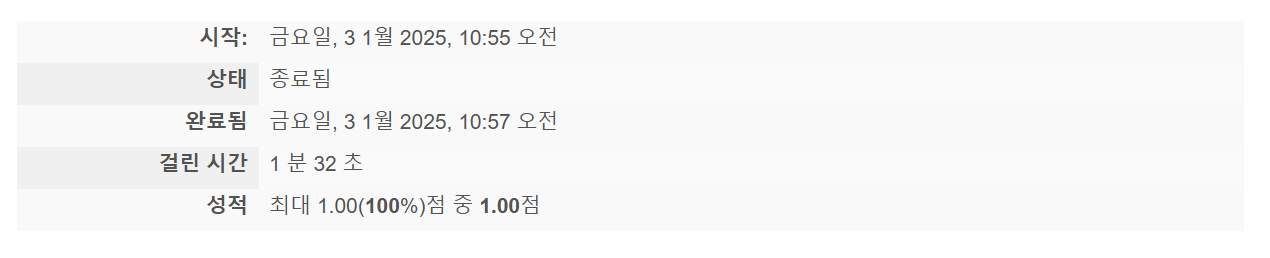 시작: 금요일, 3 1월 2025, 10:55 오전
상태 종료됨
완료됨 금요일, 3 1월 2025, 10:57 오전
걸린 시간 1 분 32 초
성적 최대 1.00(100%)점 중 1.00점